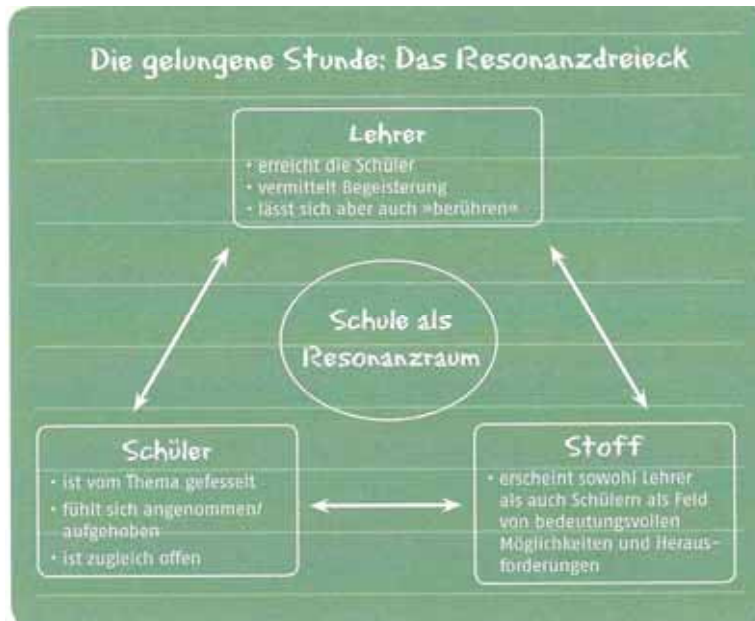 Die gelungene Stunde: Das Resonanzdreieck
Lehrer
• erreicht die Schüler
• vermittelt Begeisterung
• lässt sich aber auch »berühren«
Schule als
Resonanzraum
Schüler
• ist vom Thema gefesselt
• fühlt sich angenommen/
aufgehoben
• ist zugleich offen
Stoff
• erscheint sowohl Lehrer
als auch Schülern als Feld
von bedeutungsvollen
Möglichkeiten und Heraus-
forderungen